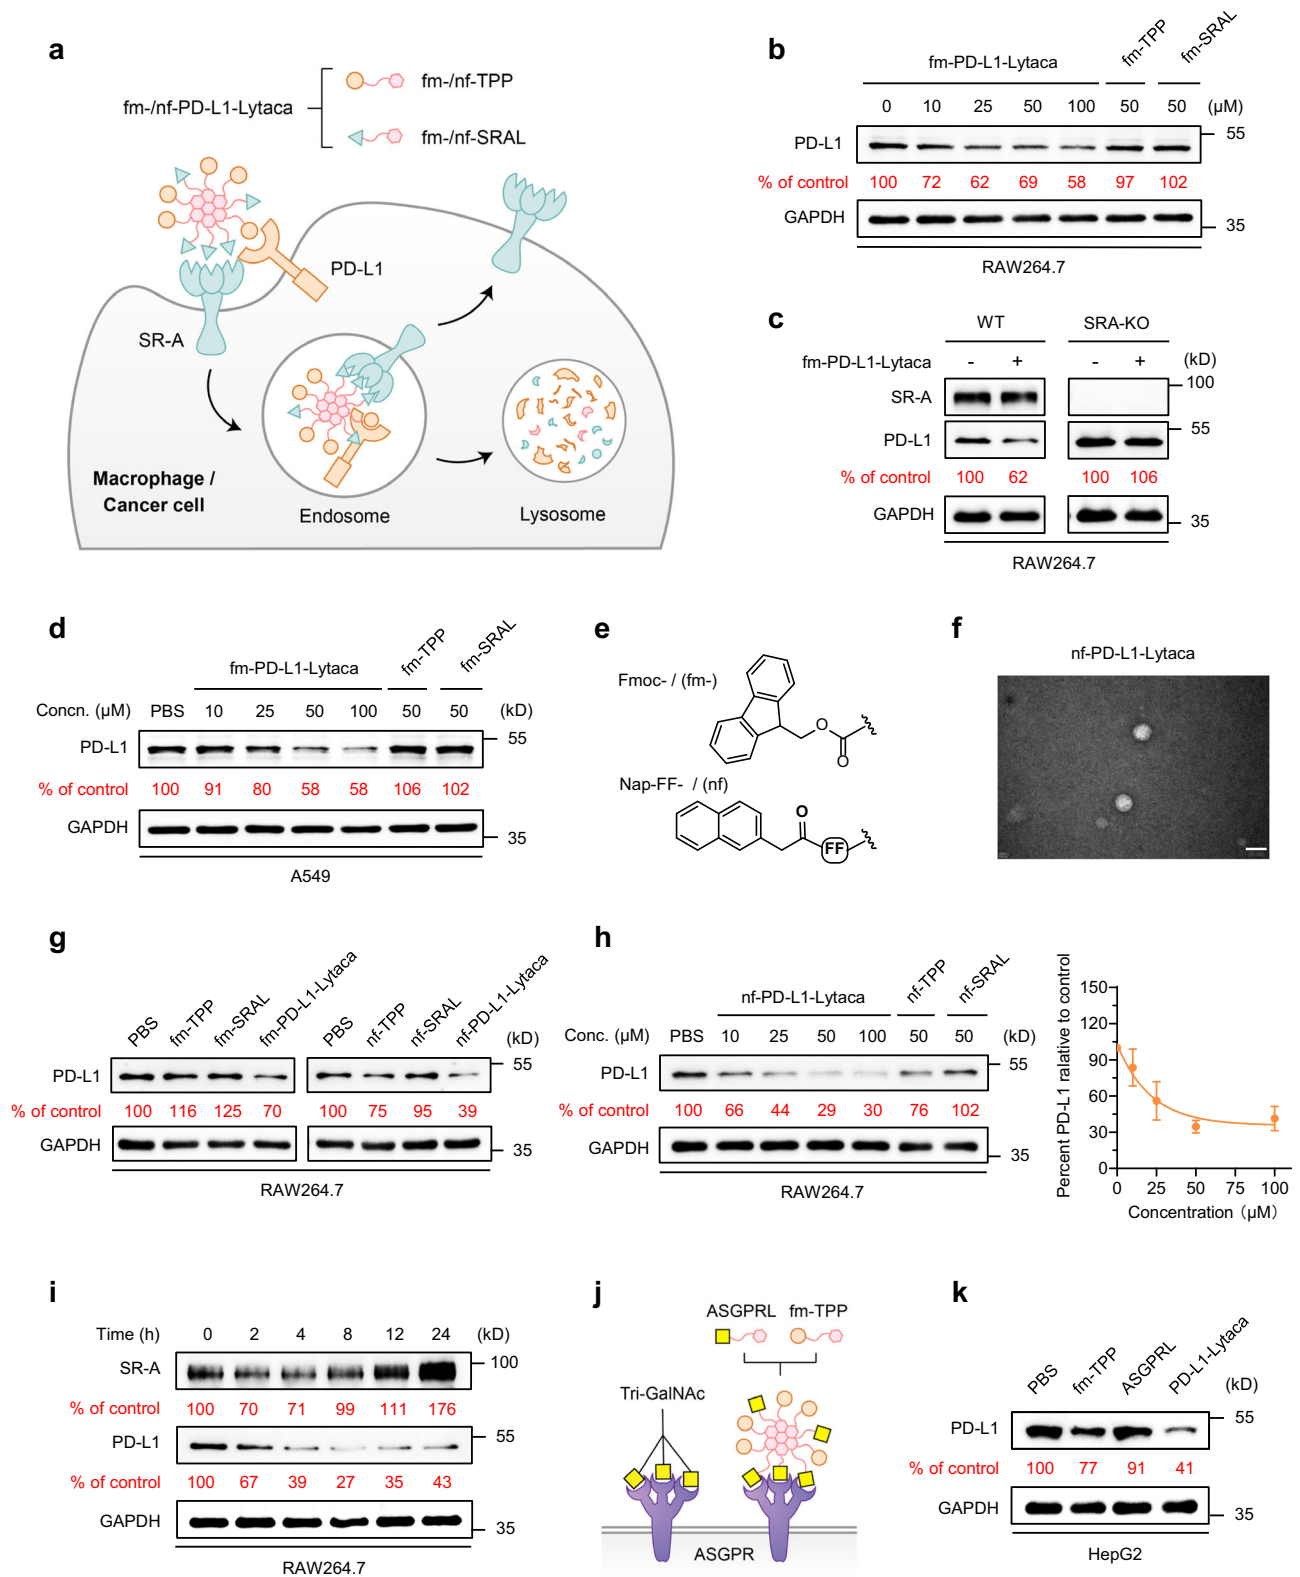 a
fm-/nf-PD-L1-Lytaca
fm-/nf-TPP
fm-/nf-SRAL
PD-L1
SR-A
Macrophage /
Cancer cell
Endosome
Lysosome
b
fm-PD-L1-Lytaca
fm-TPP
fm-SRAL
0 10 25 50 100 50 50 (µM)
PD-L1 55
% of control 100 72 62 69 58 97 102
GAPDH 35
RAW264.7
c
WT SRA-KO
fm-PD-L1-Lytaca - + - + (kD)
SR-A 100
PD-L1 55
% of control 100 62 100 106
GAPDH 35
RAW264.7
d
fm-PD-L1-Lytaca
fm-TPP
fm-SRAL
Concn. (µM) PBS 10 25 50 100 50 50 (kD)
PD-L1 55
% of control 100 91 80 58 58 106 102
GAPDH 35
A549
e
Fmoc- / (fm-)
O
O
Nap-FF- / (nf)
O
FF
f
nf-PD-L1-Lytaca
g
PBS fm-TPP fm-SRAL fm-PD-L1-Lytaca PBS nf-TPP nf-SRAL nf-PD-L1-Lytaca (kD)
PD-L1 55
% of control 100 116 125 70 100 75 95 39
GAPDH 35
RAW264.7
h
nf-PD-L1-Lytaca
nf-TPP
nf-SRAL
Conc. (µM) PBS 10 25 50 100 50 50 (kD)
PD-L1 55
% of control 100 66 44 29 30 76 102
GAPDH 35
RAW264.7
Percent PD-L1 ralative to control
150
120
90
60
30
0
0 25 50 75 100
Concentration (µM)
i
Time (h) 0 2 4 8 12 24 (kD)
SR-A 100
% of control 100 70 71 99 111 176
PD-L1 55
% of control 100 67 39 27 35 43
GAPDH 35
RAW264.7
j
ASGPRL fm-TPP
Tri-GalNAc
ASGPR
k
PBS fm-TPP ASGPRL PD-L1-Lytaca (kD)
PD-L1 55
% of control 100 77 91 41
GAPDH 35
HepG2